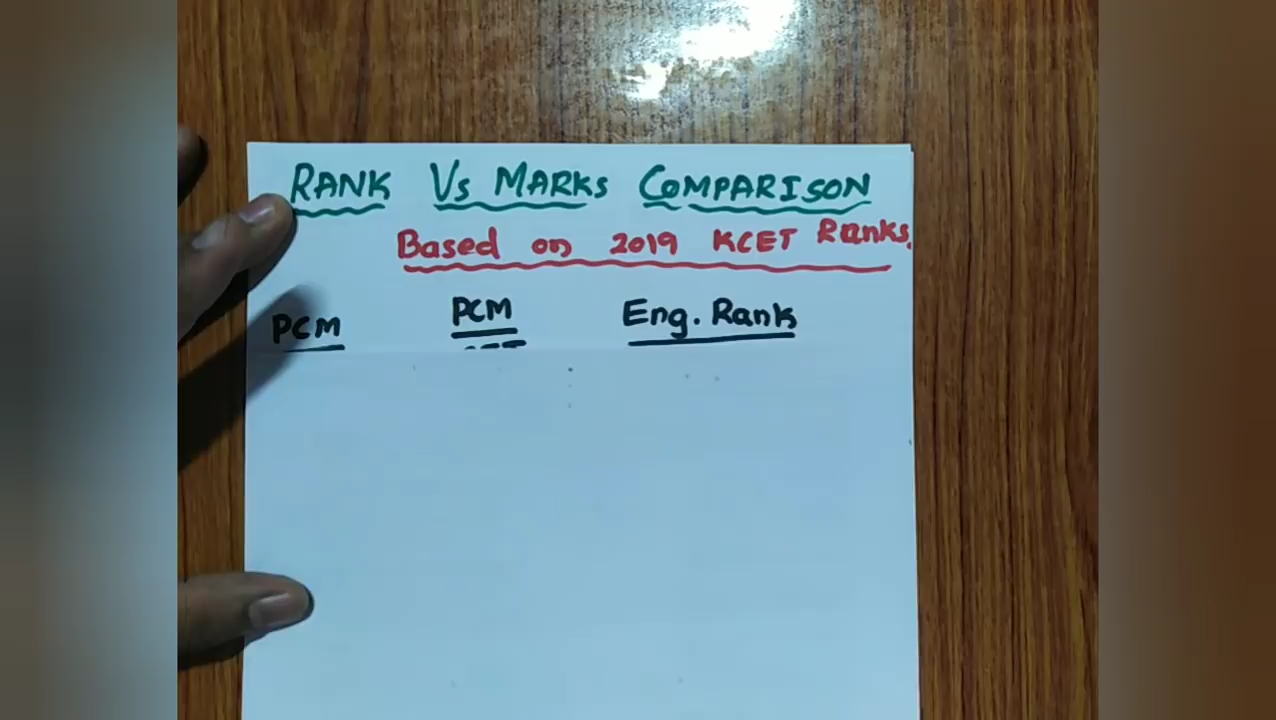 RANK Vs MARKS COMPARISON
Based on 2019 KCET Ranks.
PCM PCM Eng. Rank